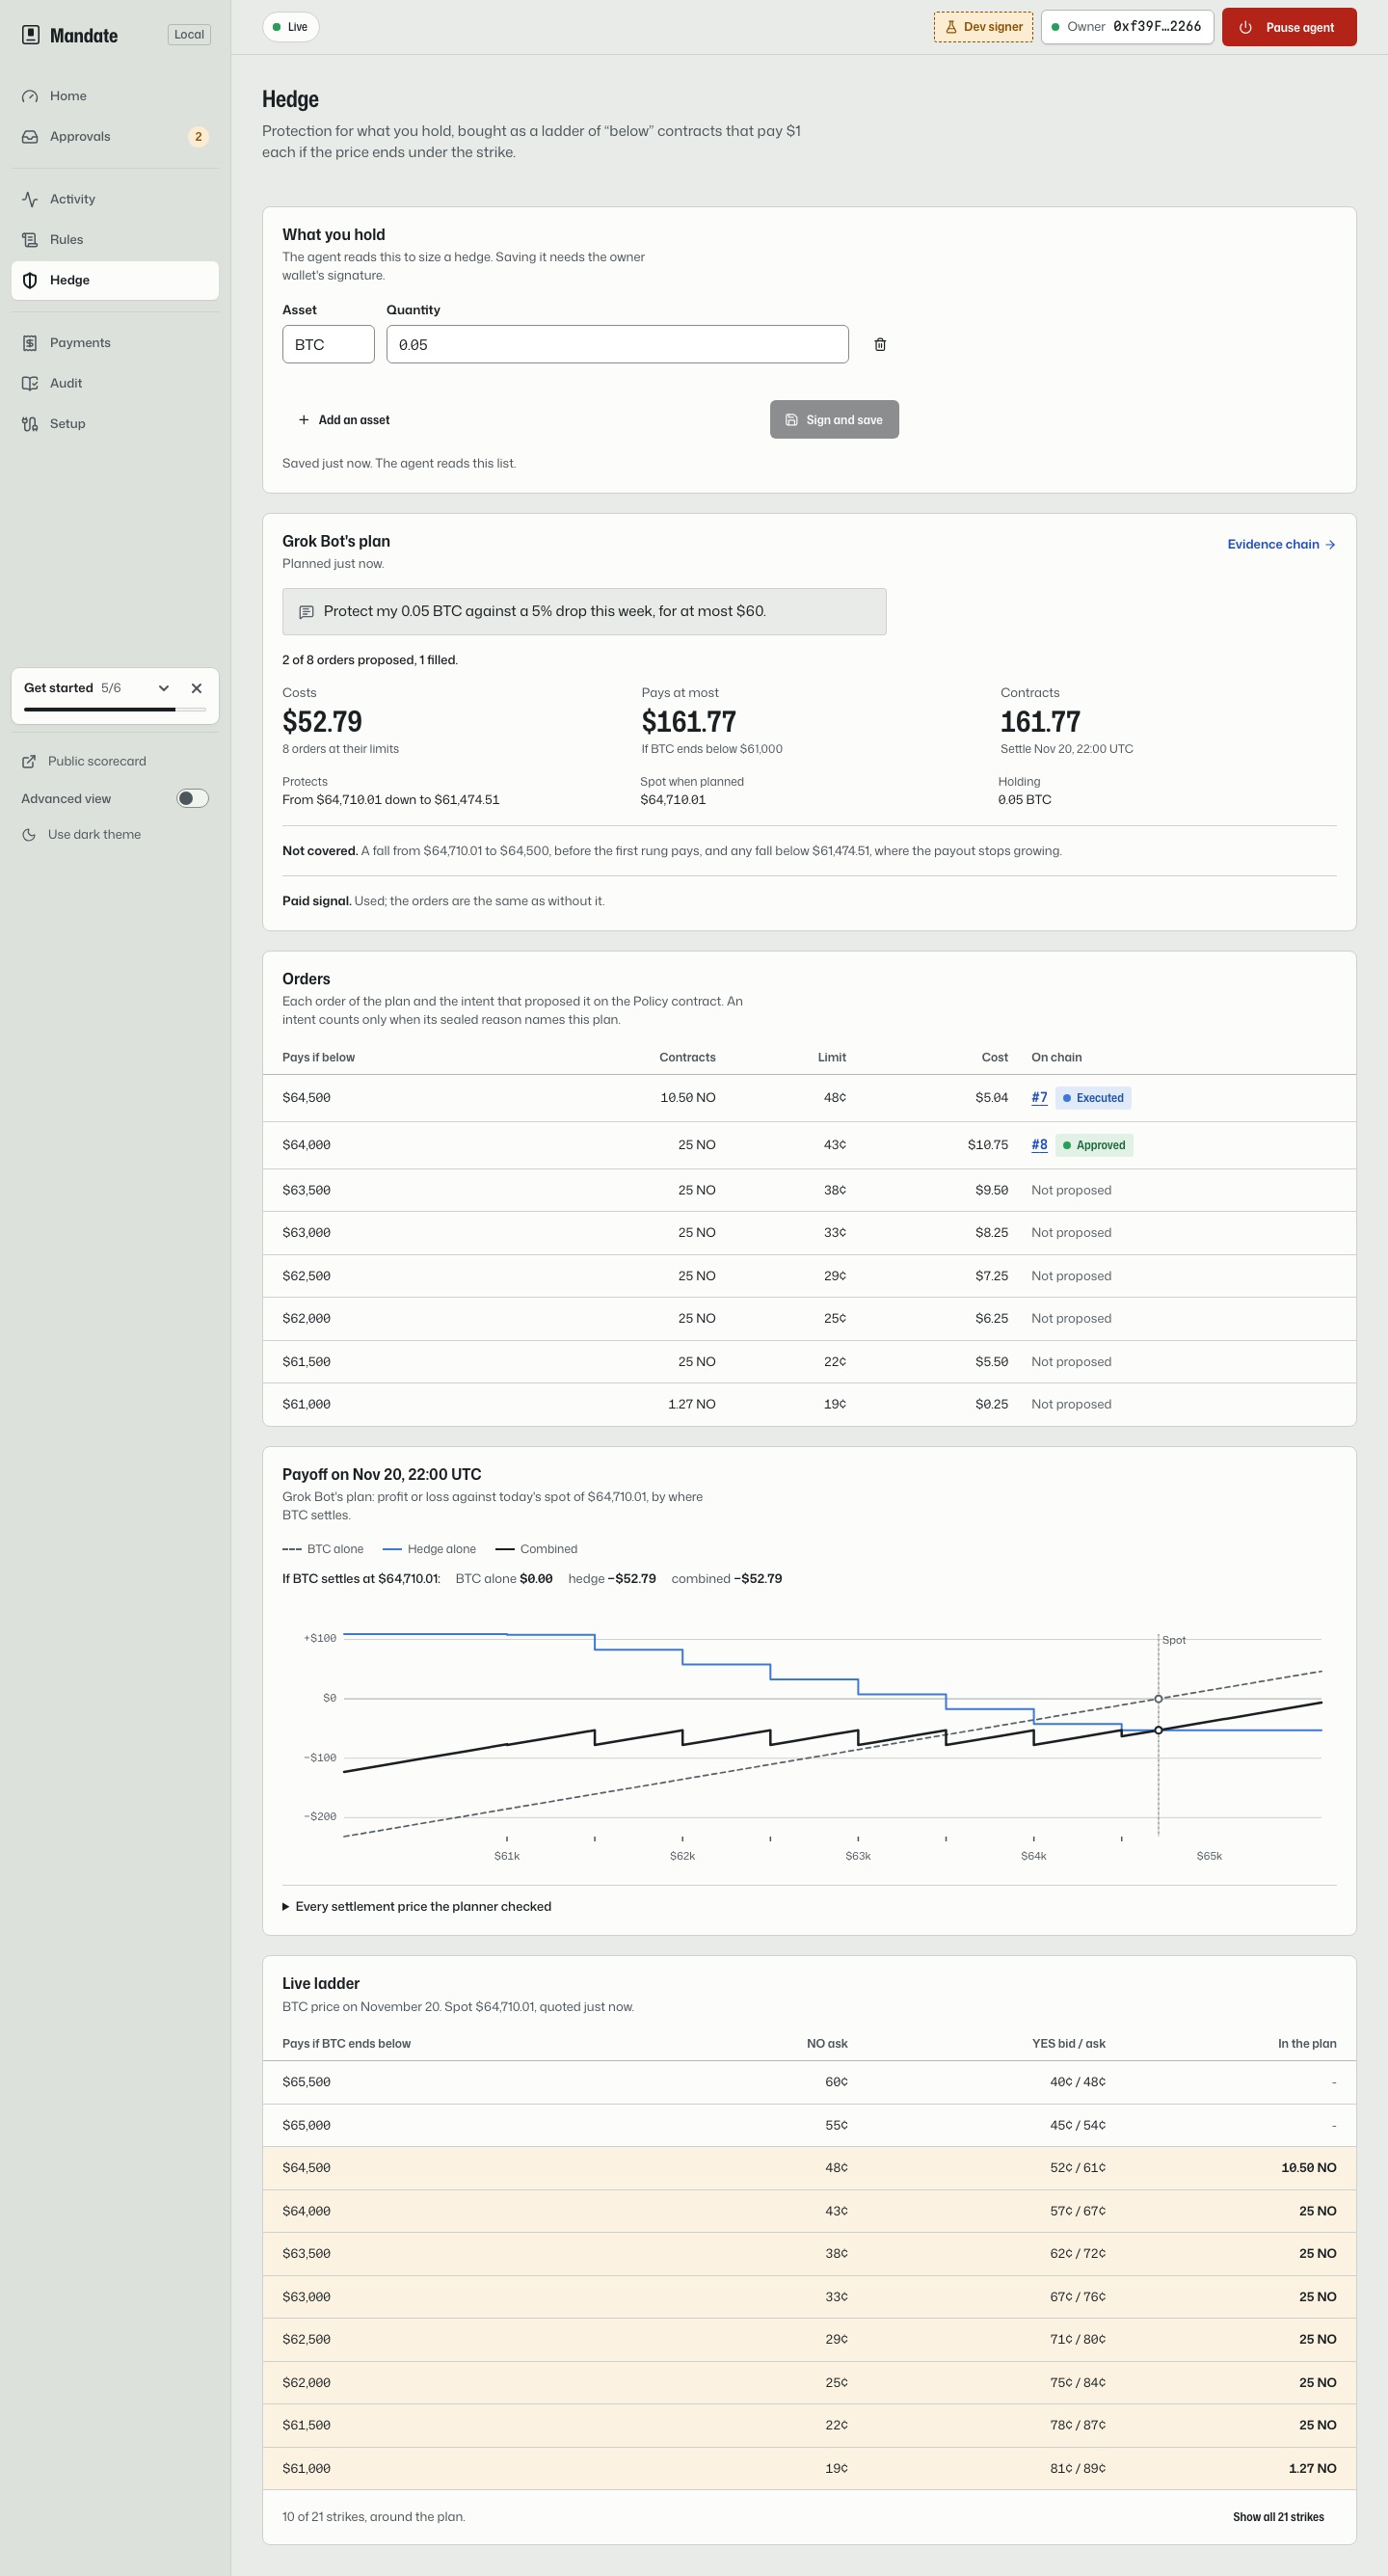 Mandate
Local
Home
Approvals 2
Activity
Rules
Hedge
Payments
Audit
Setup
Get started 5/6
Public scorecard
Advanced view
Use dark theme
Live
Dev signer
Owner 0xf39F…2266
Pause agent
Hedge
Protection for what you hold, bought as a ladder of “below” contracts that pay $1
each if the price ends under the strike.
What you hold
The agent reads this to size a hedge. Saving it needs the owner
wallet's signature.
Asset Quantity
BTC 0.05
Add an asset Sign and save
Saved just now. The agent reads this list.
Grok Bot's plan Evidence chain →
Planned just now.
Protect my 0.05 BTC against a 5% drop this week, for at most $60.
2 of 8 orders proposed, 1 filled.
Costs Pays at most Contracts
$52.79 $161.77 161.77
8 orders at their limits If BTC ends below $61,000 Settle Nov 20, 22:00 UTC
Protects Spot when planned Holding
From $64,710.01 down to $61,474.51 $64,710.01 0.05 BTC
Not covered. A fall from $64,710.01 to $64,500, before the first rung pays, and any fall below $61,474.51, where the payout stops growing.
Paid signal. Used; the orders are the same as without it.
Orders
Each order of the plan and the intent that proposed it on the Policy contract. An
intent counts only when its sealed reason names this plan.
Pays if below Contracts Limit Cost On chain
$64,500 10.50 NO 48¢ $5.04 #7 Executed
$64,000 25 NO 43¢ $10.75 #8 Approved
$63,500 25 NO 38¢ $9.50 Not proposed
$63,000 25 NO 33¢ $8.25 Not proposed
$62,500 25 NO 29¢ $7.25 Not proposed
$62,000 25 NO 25¢ $6.25 Not proposed
$61,500 25 NO 22¢ $5.50 Not proposed
$61,000 1.27 NO 19¢ $0.25 Not proposed
Payoff on Nov 20, 22:00 UTC
Grok Bot's plan: profit or loss against today's spot of $64,710.01, by where
BTC settles.
BTC alone Hedge alone Combined
If BTC settles at $64,710.01: BTC alone $0.00 hedge −$52.79 combined −$52.79
+$100 Spot
$0
−$100
−$200
$61k $62k $63k $64k $65k
Every settlement price the planner checked
Live ladder
BTC price on November 20. Spot $64,710.01, quoted just now.
Pays if BTC ends below NO ask YES bid / ask In the plan
$65,500 60¢ 40¢ / 48¢ -
$65,000 55¢ 45¢ / 54¢ -
$64,500 48¢ 52¢ / 61¢ 10.50 NO
$64,000 43¢ 57¢ / 67¢ 25 NO
$63,500 38¢ 62¢ / 72¢ 25 NO
$63,000 33¢ 67¢ / 76¢ 25 NO
$62,500 29¢ 71¢ / 80¢ 25 NO
$62,000 25¢ 75¢ / 84¢ 25 NO
$61,500 22¢ 78¢ / 87¢ 25 NO
$61,000 19¢ 81¢ / 89¢ 1.27 NO
10 of 21 strikes, around the plan. Show all 21 strikes